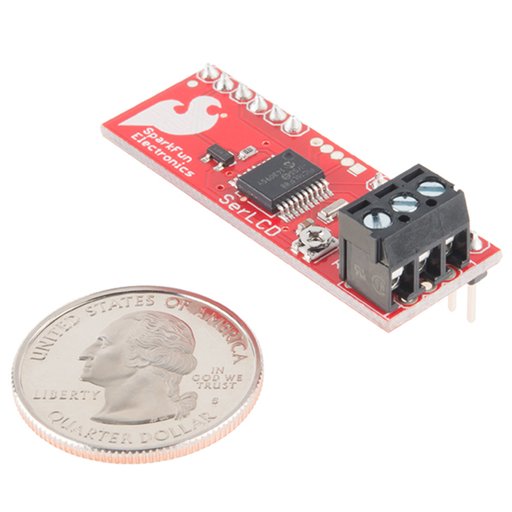 SparkFun
Electronics
SerLCD
UNITED STATES OF AMERICA
LIBERTY
IN
GOD WE
TRUST
S
QUARTER DOLLAR